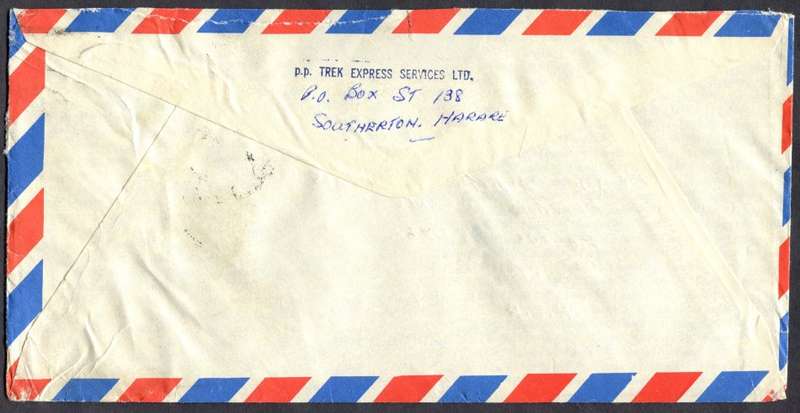 p.p. TREK EXPRESS SERVICES LTD.
P.O. BOX ST 138
SOUTHERTON. HARARE